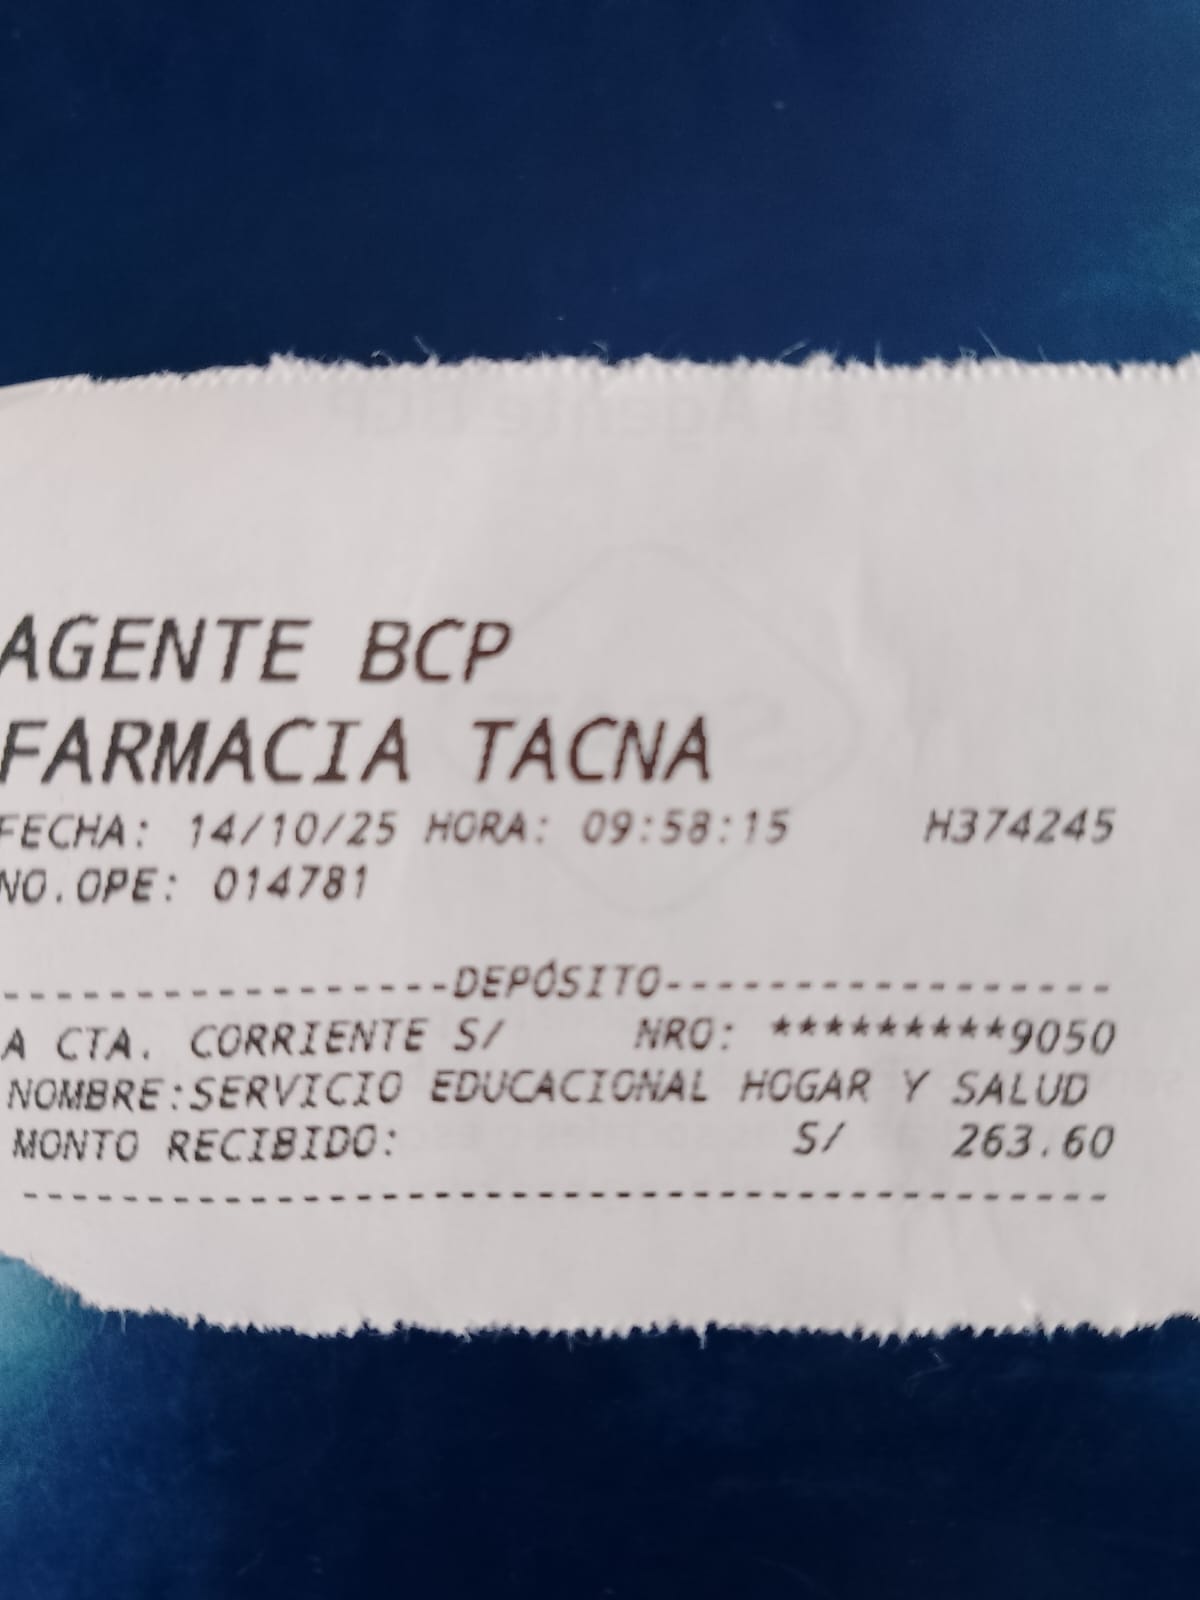 AGENTE BCP
FARMACIA TACNA
FECHA: 14/10/25 HORA: 09:58:15 H374245
NO.OPE: 014781
-----------------DEPÓSITO-----------------
A CTA. CORRIENTE S/ NRO: *********9050
NOMBRE:SERVICIO EDUCACIONAL HOGAR Y SALUD
MONTO RECIBIDO: S/ 263.60
-----------------------------------------